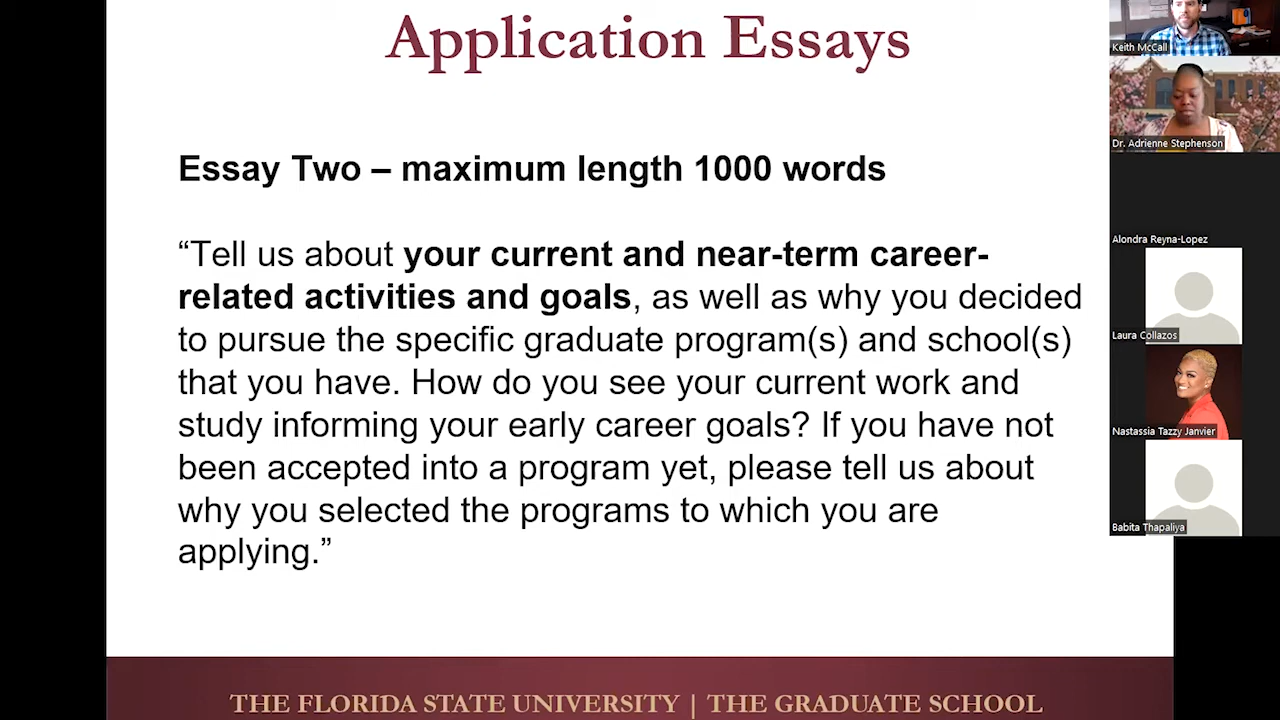 Application Essays
Essay Two – maximum length 1000 words
“Tell us about your current and near-term career-
related activities and goals, as well as why you decided
to pursue the specific graduate program(s) and school(s)
that you have. How do you see your current work and
study informing your early career goals? If you have not
been accepted into a program yet, please tell us about
why you selected the programs to which you are
applying.”
THE FLORIDA STATE UNIVERSITY | THE GRADUATE SCHOOL
Keith McCall
Dr. Adrienne Stephenson
Alondra Reyna-Lopez
Laura Collazos
Nastassia Tazzy Janvier
Babita Thapaliya